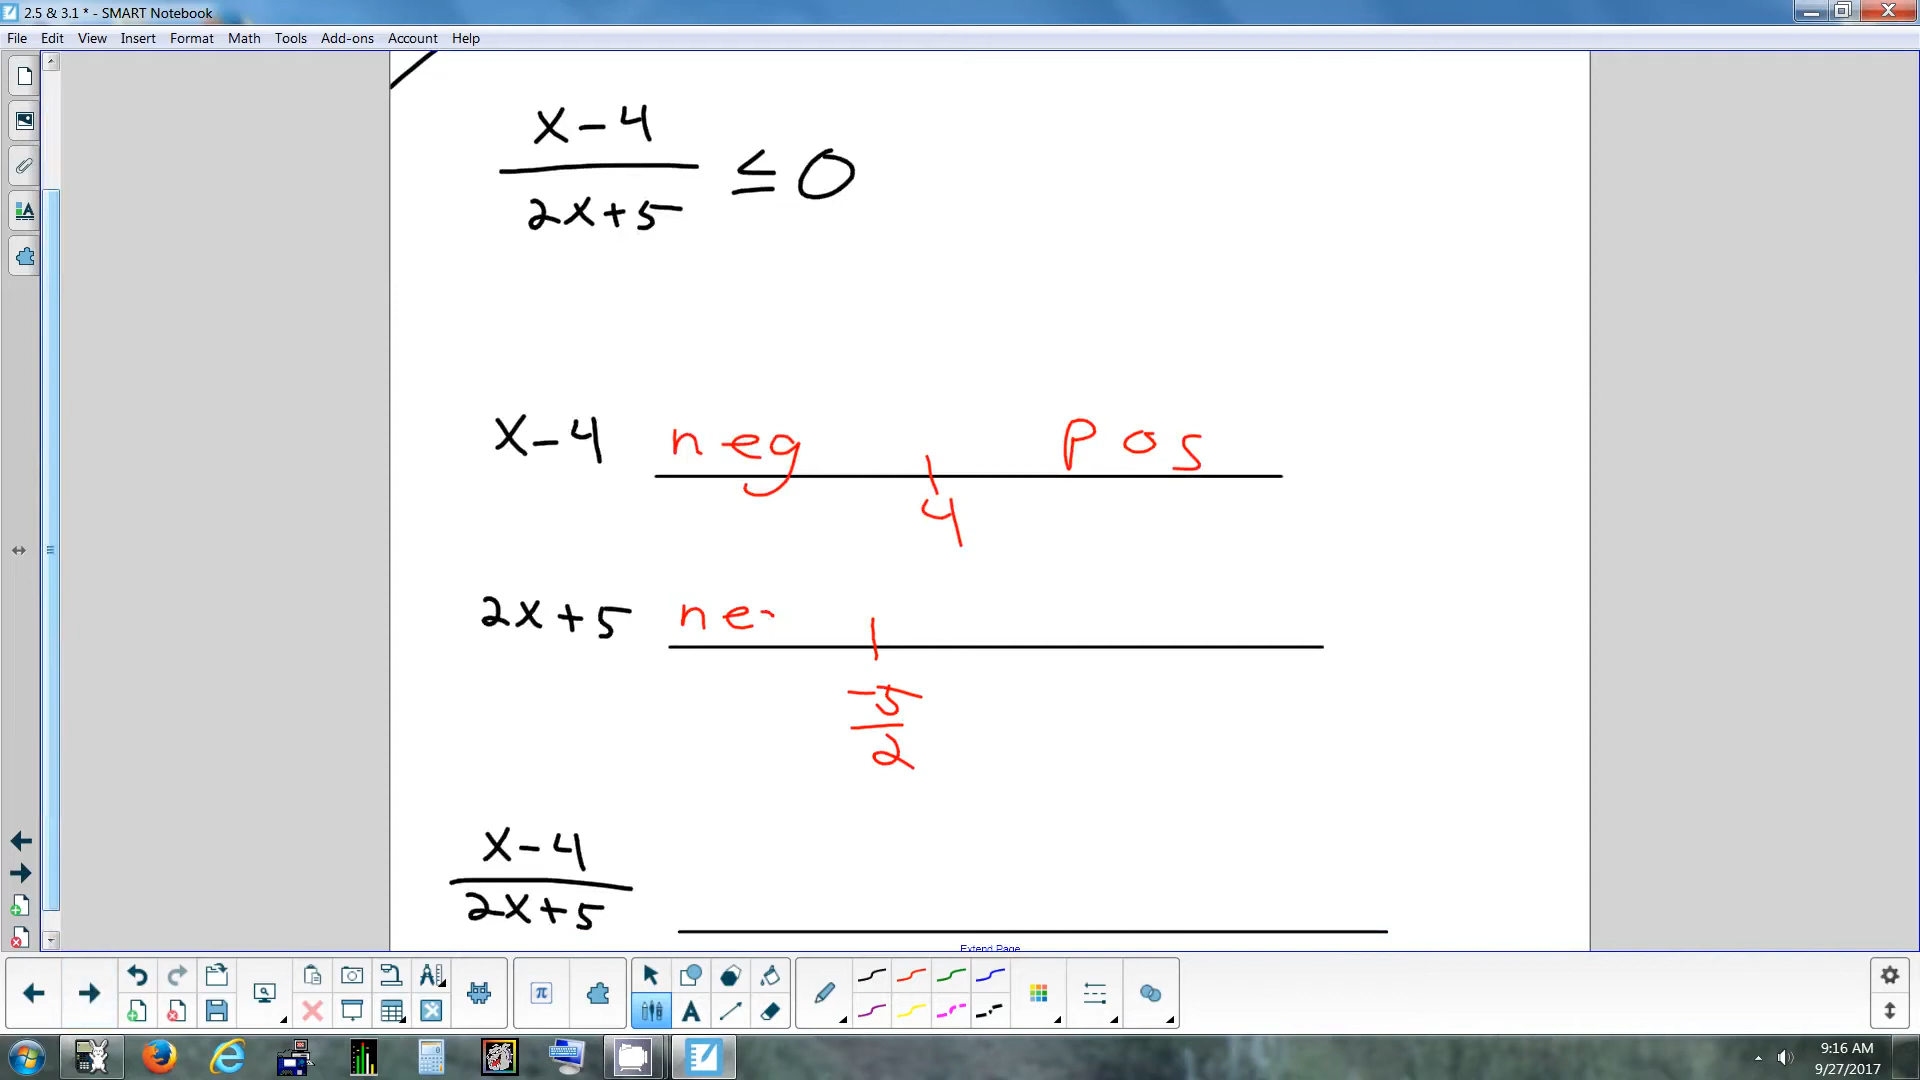 2.5 & 3.1 * - SMART Notebook
File Edit View Insert Format Math Tools Add-ons Account Help
x-4
2x+5
≤ 0
x-4 neg pos
4
2x+5 ne
-5
2
x-4
2x+5
Extend Page
π
A
9:16 AM
9/27/2017